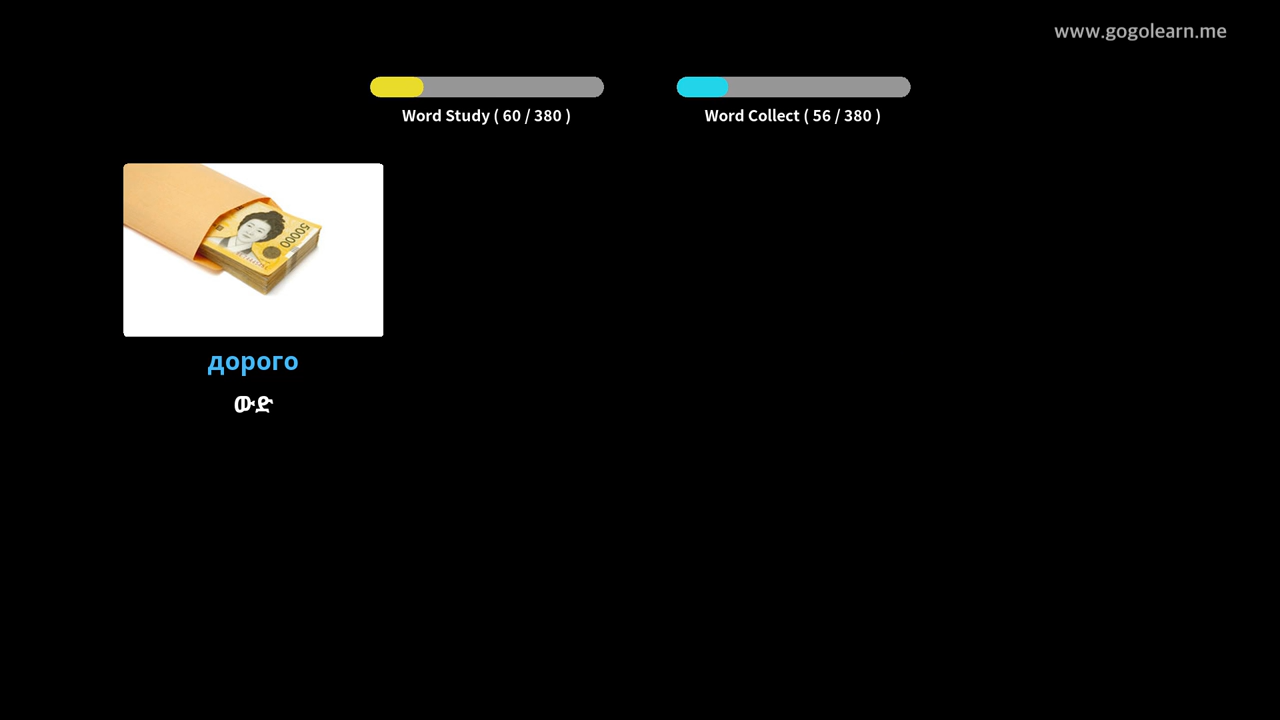 www.gogolearn.me
Word Study ( 60 / 380 )
Word Collect ( 56 / 380 )
50000
дорого
ውድ